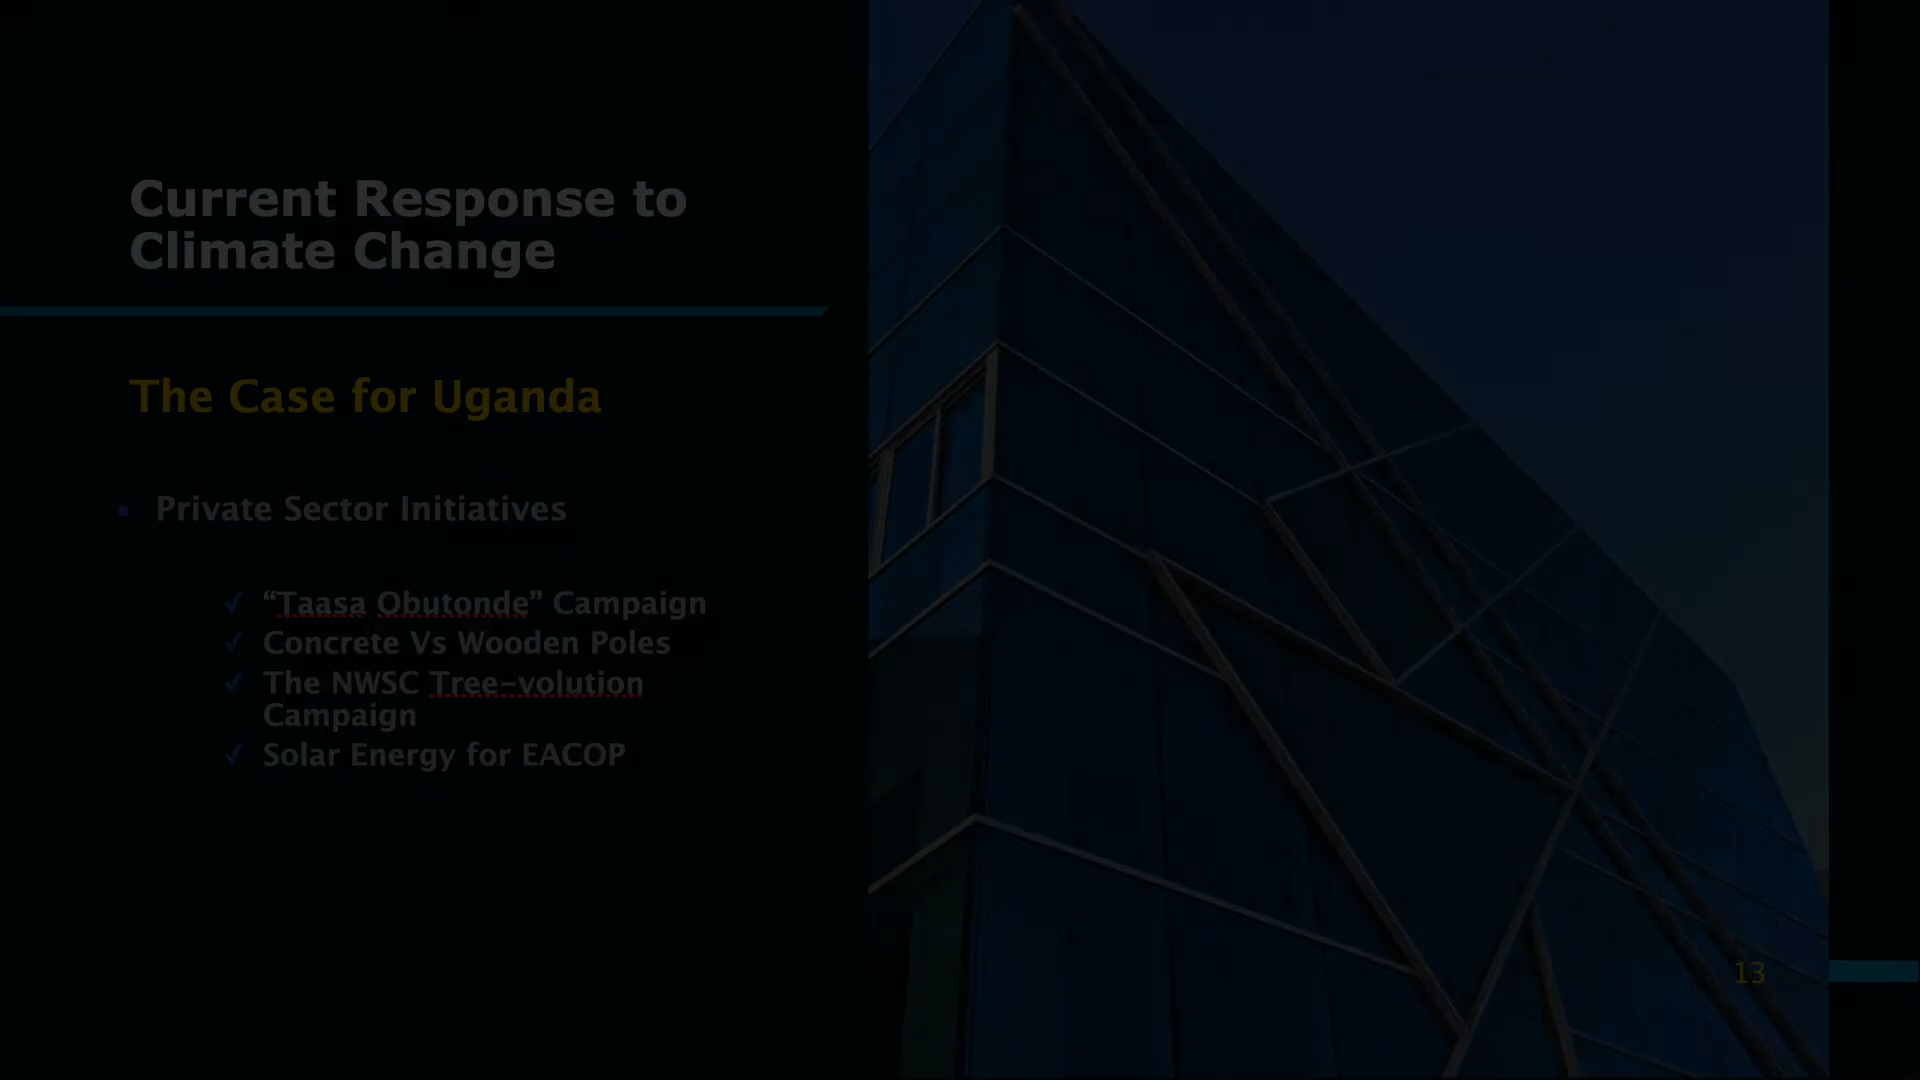 Current Response to
Climate Change
The Case for Uganda
▪ Private Sector Initiatives
✓ “Taasa Obutonde” Campaign
✓ Concrete Vs Wooden Poles
✓ The NWSC Tree-volution
Campaign
✓ Solar Energy for EACOP
13